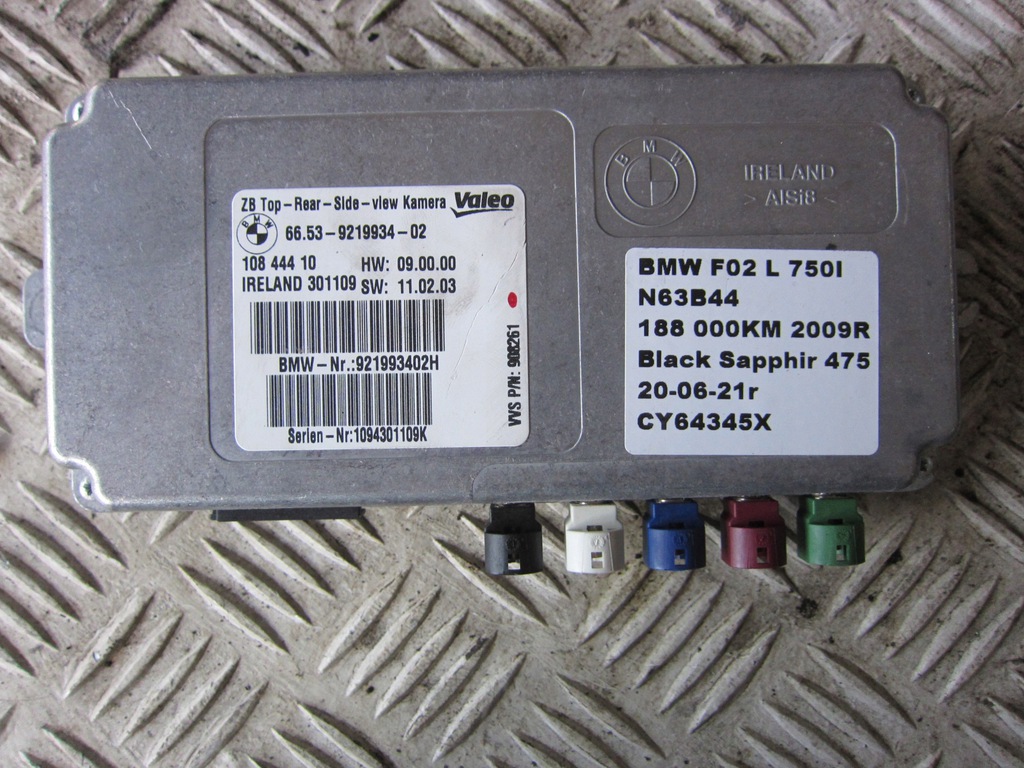 ZB Top-Rear-Side-view Kamera Valeo
BMW
66.53-9219934-02
108 444 10 HW: 09.00.00
IRELAND 301109 SW: 11.02.03
BMW-Nr.:921993402H
Serien-Nr:1094301109K
VVS P/N: 908261
BMW
IRELAND
> AlSi8 <
BMW F02 L 750I
N63B44
188 000KM 2009R
Black Sapphir 475
20-06-21r
CY64345X